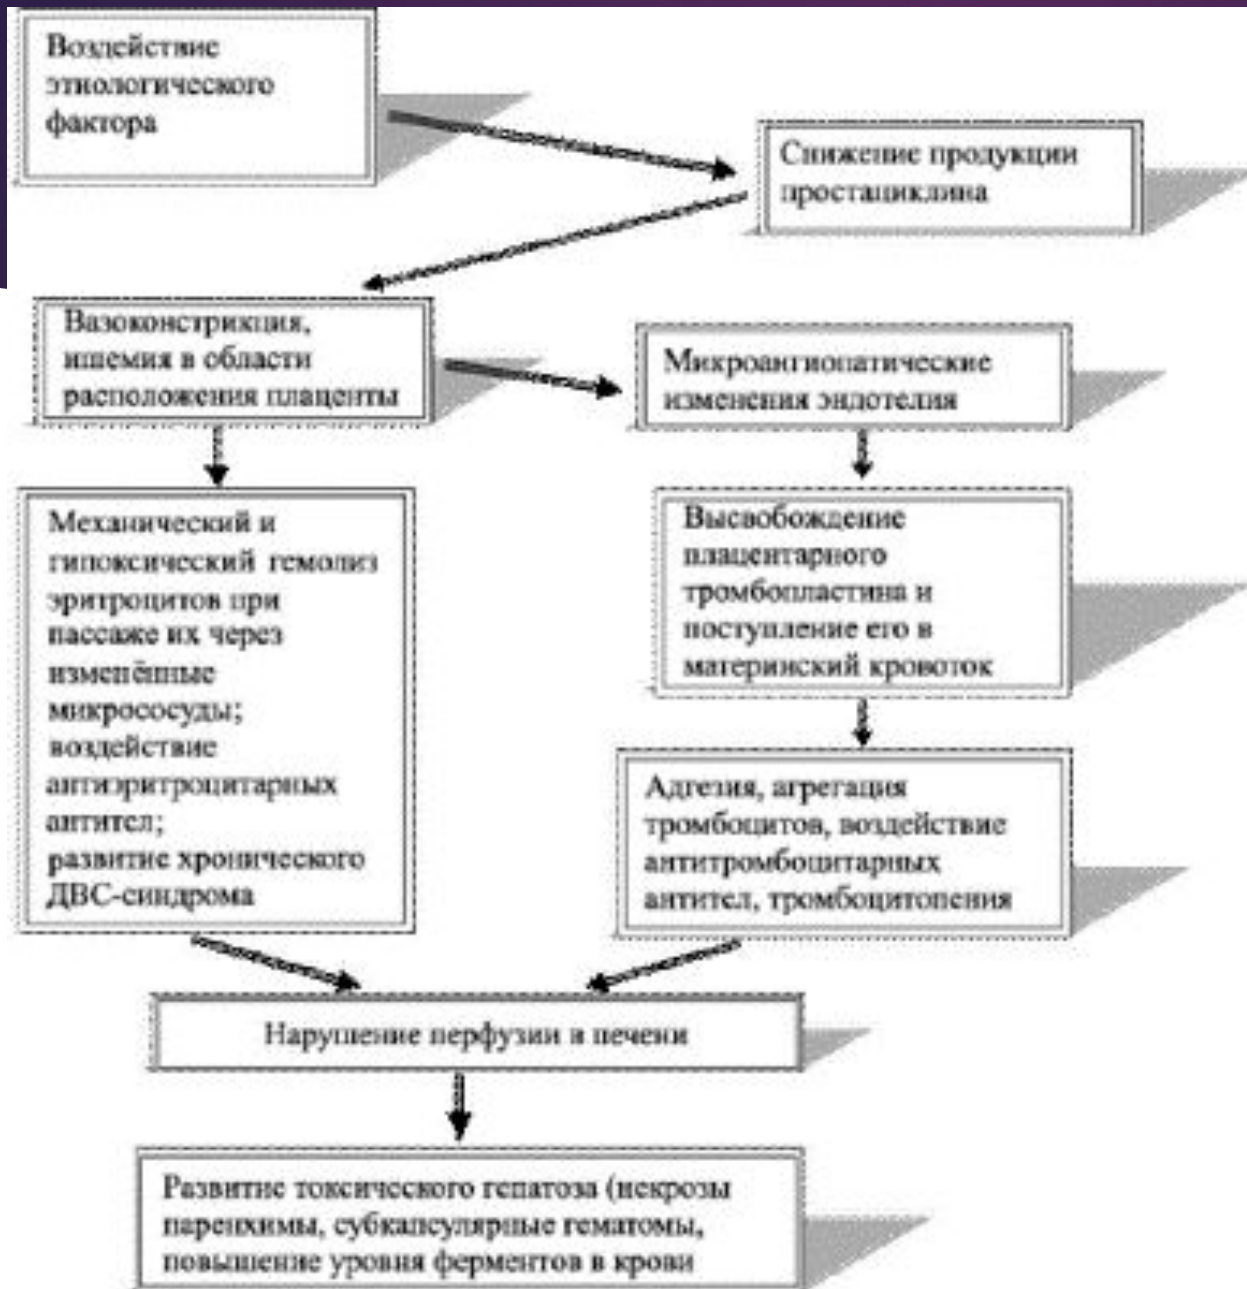 Воздействие
этиологического
фактора
Снижение продукции
простациклина
Вазоконстрикция,
ишемия в области
расположения плаценты
Микроангиопатические
изменения эндотелия
Механический и
гипоксический гемолиз
эритроцитов при
пассаже их через
изменённые
микрососуды;
воздействие
антиэритроцитарных
антител;
развитие хронического
ДВС-синдрома
Высвобождение
плацентарного
тромбопластина и
поступление его в
материнский кровоток
Адгезия, агрегация
тромбоцитов, воздействие
антитромбоцитарных
антител, тромбоцитопения
Нарушение перфузии в печени
Развитие токсического гепатоза (некрозы
паренхимы, субкапсулярные гематомы,
повышение уровня ферментов в крови